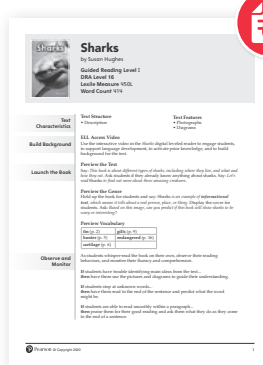 Sharks
Sharks
by Susan Hughes
Guided Reading Level I
DRA Level 16
Lexile Measure 450L
Word Count 474
Text Characteristics
Text Structure
• Description
Text Features
• Photographs
• Diagrams
Build Background
ELL Access Video
Use the interactive video in the Sharks digital leveled reader to engage students,
to support language development, to activate prior knowledge, and to build
background for the text.
Launch the Book
Preview the Text
Say: This book is about different types of sharks, including where they live, and what and
how they eat. Ask students if they already know anything about sharks. Say: Let's
read Sharks to find out more about these amazing creatures.
Preview the Genre
Hold up the book for students and say: Sharks is an example of informational
text, which means it tells about a real person, place, or thing. Display the cover for
students. Ask: Based on this image, can you predict if this book will show sharks to be
scary or interesting?
Preview Vocabulary
fin (p. 2)
gills (p. 9)
hunter (p. 5)
endangered (p. 16)
cartilage (p. 6)
Observe and
Monitor
As students whisper-read the book on their own, observe their reading
behaviors, and monitor their fluency and comprehension.
If students have trouble identifying main ideas from the text...
then have them use the pictures and diagrams to guide their understanding.
If students stop at unknown words...
then have them read to the end of the sentence and predict what the word
might be.
If students are able to read smoothly within a paragraph...
then praise them for their good reading and ask them what they do as they come
to the end of a sentence.
Pearson © Copyright 2020
1